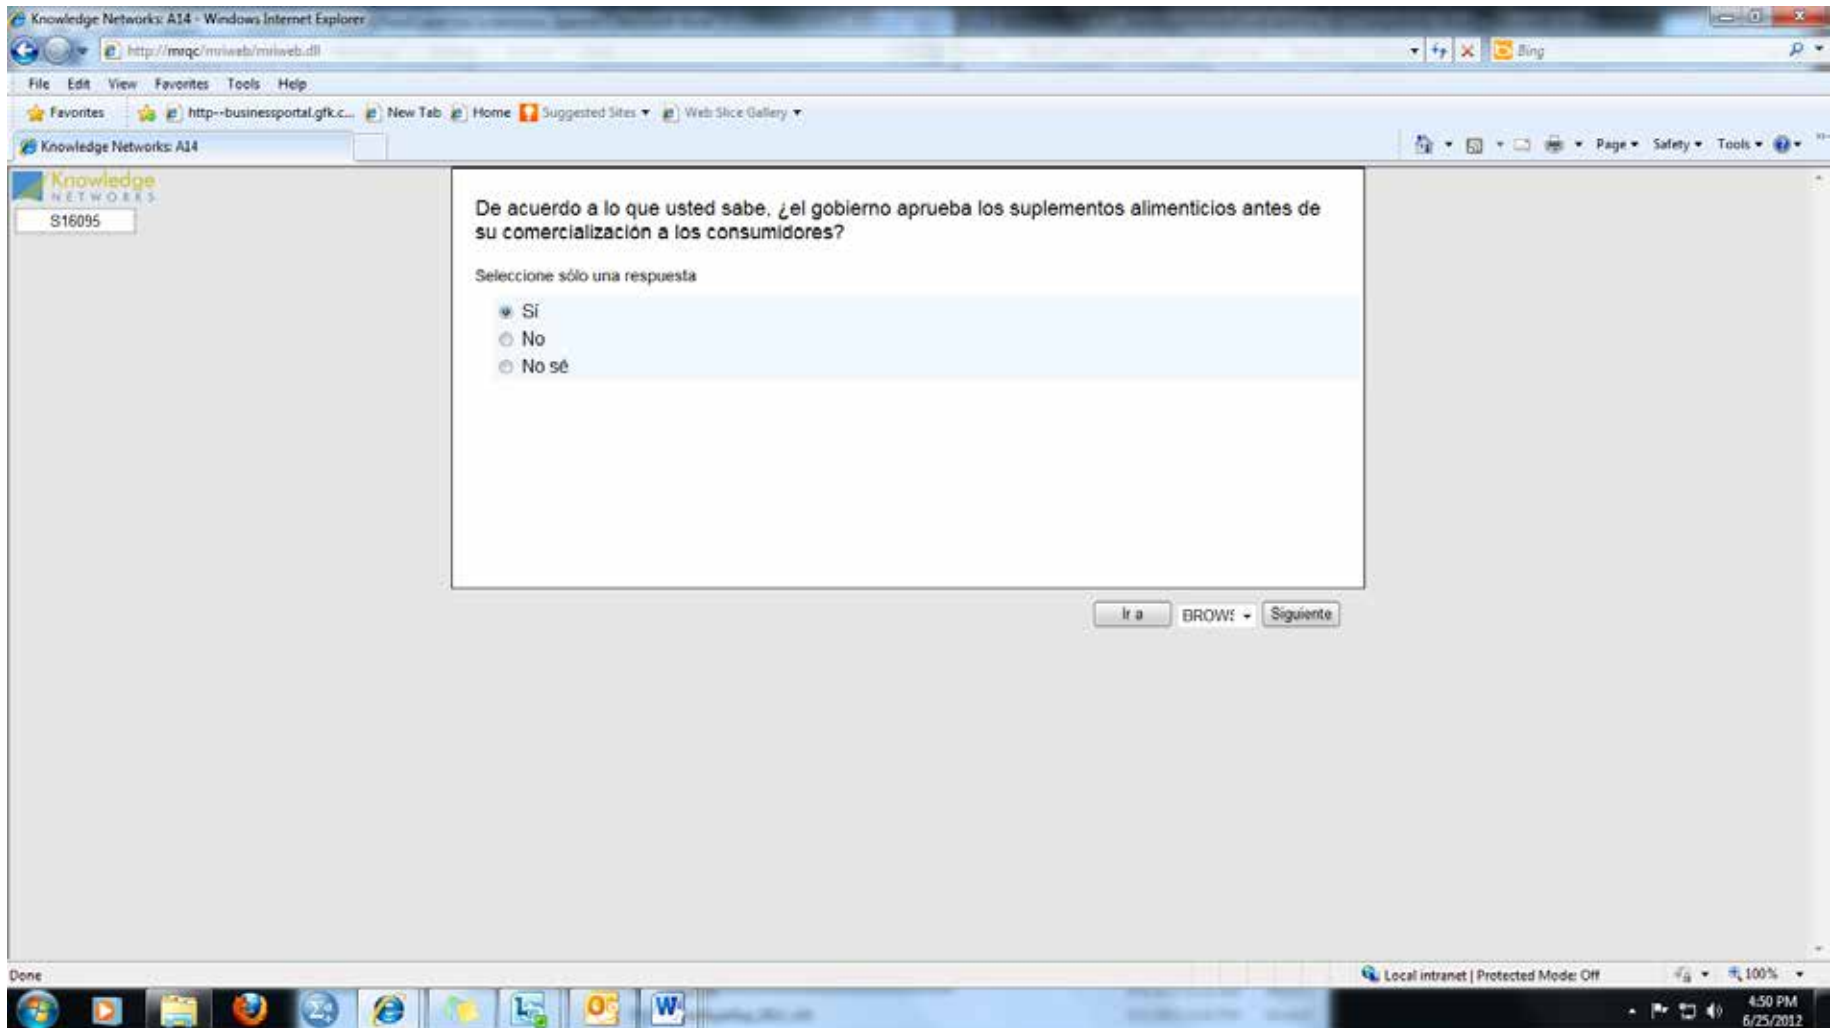 Knowledge Networks: A14 - Windows Internet Explorer
http://mrqc/mriweb/mriweb.dll
Bing
File Edit View Favorites Tools Help
Favorites http--businessportal.gfk.c... New Tab Home Suggested Sites Web Slice Gallery
Knowledge Networks: A14
Page Safety Tools
Knowledge
NETWORKS
S16095
De acuerdo a lo que usted sabe, ¿el gobierno aprueba los suplementos alimenticios antes de
su comercialización a los consumidores?
Seleccione sólo una respuesta
Sí
No
No sé
Ir a BROWS Siguiente
Done
Local intranet | Protected Mode: Off
100%
4:50 PM
6/25/2012